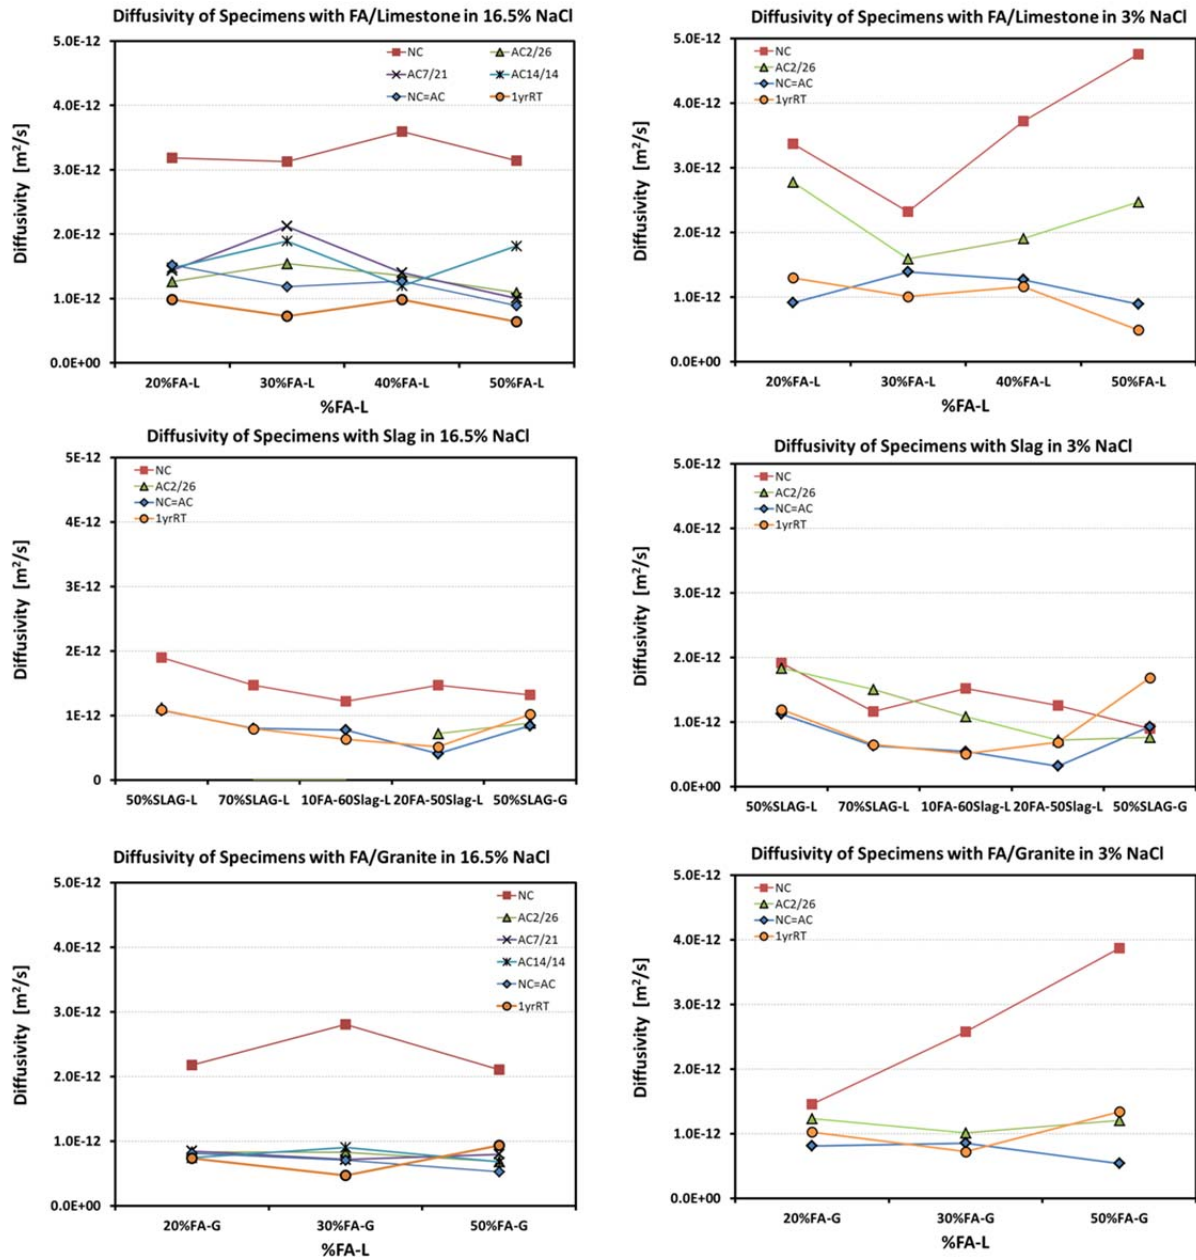 Diffusivity of Specimens with FA/Limestone in 16.5% NaCl
5.0E-12
4.0E-12
3.0E-12
2.0E-12
1.0E-12
0.0E+00
Diffusivity [m²/s]
NC
AC2/26
AC7/21
AC14/14
NC=AC
1yrRT
20%FA-L
30%FA-L
40%FA-L
50%FA-L
%FA-L
Diffusivity of Specimens with FA/Limestone in 3% NaCl
5.0E-12
4.0E-12
3.0E-12
2.0E-12
1.0E-12
0.0E+00
Diffusivity [m²/s]
NC
AC2/26
NC=AC
1yrRT
20%FA-L
30%FA-L
40%FA-L
50%FA-L
%FA-L
Diffusivity of Specimens with Slag in 16.5% NaCl
5E-12
4E-12
3E-12
2E-12
1E-12
0
Diffusivity [m²/s]
NC
AC2/26
NC=AC
1yrRT
50%SLAG-L
70%SLAG-L
10FA-60Slag-L
20FA-50Slag-L
50%SLAG-G
Diffusivity of Specimens with Slag in 3% NaCl
5.0E-12
4.0E-12
3.0E-12
2.0E-12
1.0E-12
0.0E+00
Diffusivity [m²/s]
NC
AC2/26
NC=AC
1yrRT
50%SLAG-L
70%SLAG-L
10FA-60Slag-L
20FA-50Slag-L
50%SLAG-G
Diffusivity of Specimens with FA/Granite in 16.5% NaCl
5.0E-12
4.0E-12
3.0E-12
2.0E-12
1.0E-12
0.0E+00
Diffusivity [m²/s]
NC
AC2/26
AC7/21
AC14/14
NC=AC
1yrRT
20%FA-G
30%FA-G
50%FA-G
%FA-L
Diffusivity of Specimens with FA/Granite in 3% NaCl
5.0E-12
4.0E-12
3.0E-12
2.0E-12
1.0E-12
0.0E+00
Diffusivity [m²/s]
NC
AC2/26
NC=AC
1yrRT
20%FA-G
30%FA-G
50%FA-G
%FA-L